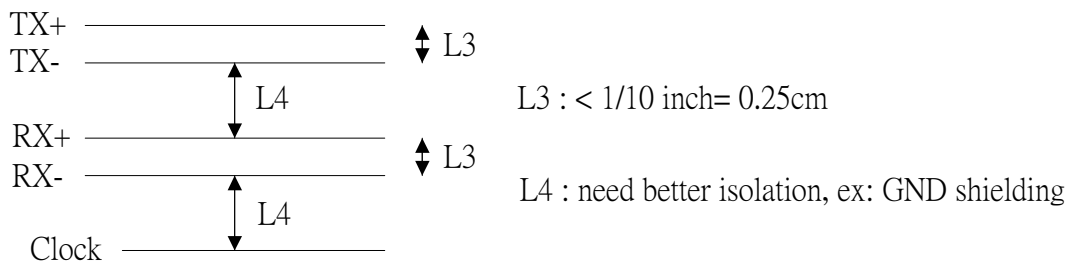 TX+
L3
TX-
L4
L3 : < 1/10 inch= 0.25cm
RX+
L3
RX-
L4 : need better isolation, ex: GND shielding
L4
Clock